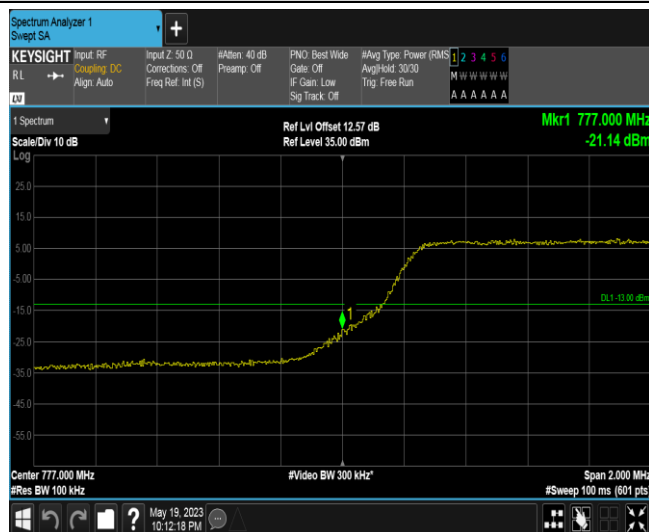 Spectrum Analyzer 1
Swept SA
+
KEYSIGHT
RL
LXI
Input: RF
Coupling: DC
Align: Auto
Input Z: 50 Ω
Corrections: Off
Freq Ref: Int (S)
#Atten: 40 dB
Preamp: Off
PNO: Best Wide
Gate: Off
IF Gain: Low
Sig Track: Off
#Avg Type: Power (RMS
Avg|Hold: 30/30
Trig: Free Run
1 2 3 4 5 6
M W W W W W
A A A A A A
1 Spectrum
Scale/Div 10 dB
Log
Ref Lvl Offset 12.57 dB
Ref Level 35.00 dBm
Mkr1 777.000 MHz
-21.14 dBm
25.0
15.0
5.00
-5.00
-15.0
-25.0
-35.0
-45.0
-55.0
1
DL1 -13.00 dBm
Center 777.000 MHz
#Res BW 100 kHz
#Video BW 300 kHz*
Span 2.000 MHz
#Sweep 100 ms (601 pts)
?
May 19, 2023
10:12:18 PM